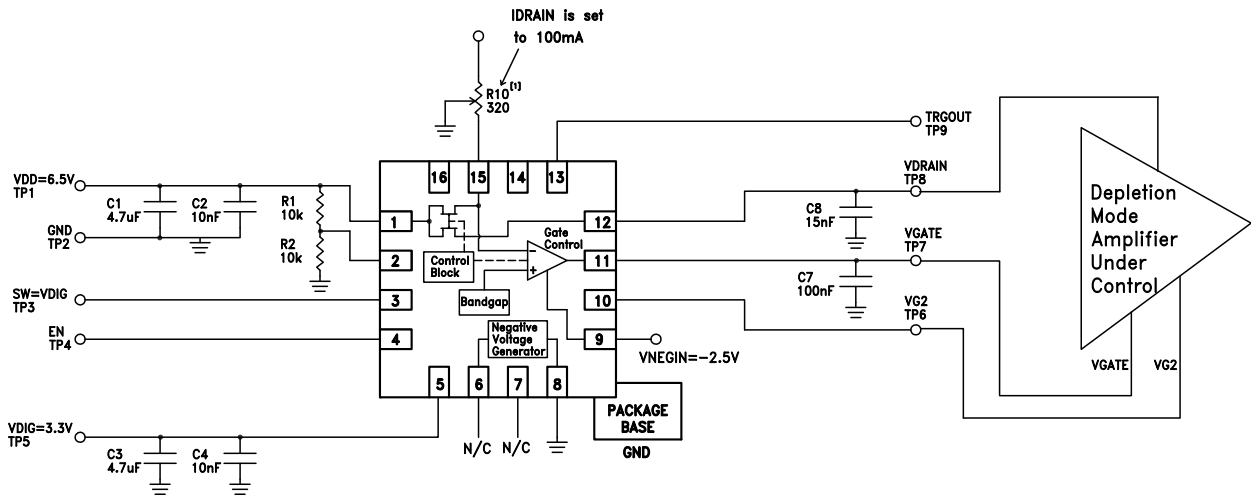 IDRAIN is set
to 100mA
R10[1]
320
TRGOUT
TP9
VDD=6.5V
TP1
C1
4.7uF
C2
10nF
R1
10k
GND
TP2
R2
10k
SW=VDIG
TP3
EN
TP4
VDIG=3.3V
TP5
C3
4.7uF
C4
10nF
16
15
14
13
1
2
3
4
5
6
7
8
12
11
10
9
Gate
Control
Control
Block
Bandgap
Negative
Voltage
Generator
N/C
N/C
VNEGIN=-2.5V
PACKAGE
BASE
GND
VDRAIN
TP8
C8
15nF
VGATE
TP7
C7
100nF
VG2
TP6
Depletion
Mode
Amplifier
Under
Control
VGATE
VG2